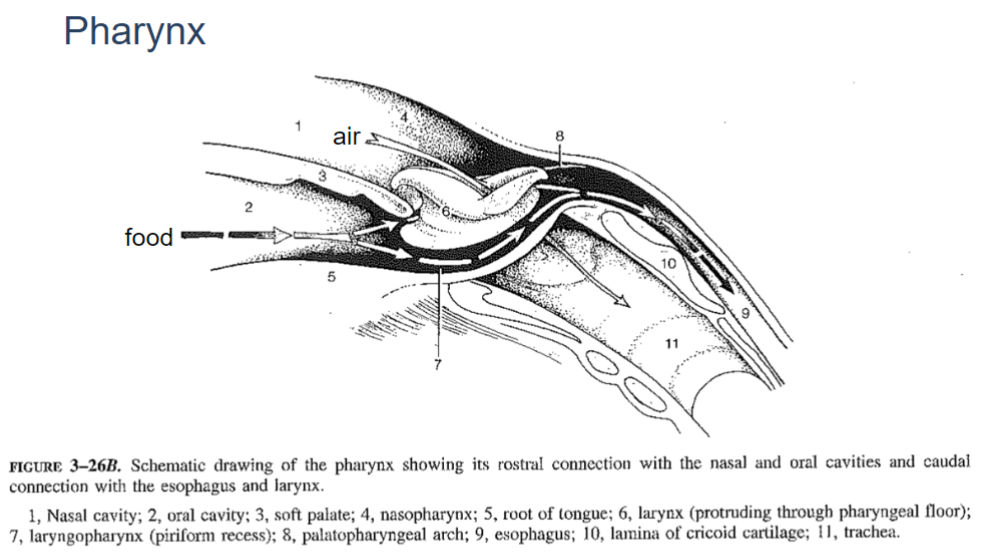 Pharynx
1
air
4
8
3
2
6
food
5
10
9
11
7
FIGURE 3–26B. Schematic drawing of the pharynx showing its rostral connection with the nasal and oral cavities and caudal
connection with the esophagus and larynx.
1, Nasal cavity; 2, oral cavity; 3, soft palate; 4, nasopharynx; 5, root of tongue; 6, larynx (protruding through pharyngeal floor);
7, laryngopharynx (piriform recess); 8, palatopharyngeal arch; 9, esophagus; 10, lamina of cricoid cartilage; 11, trachea.